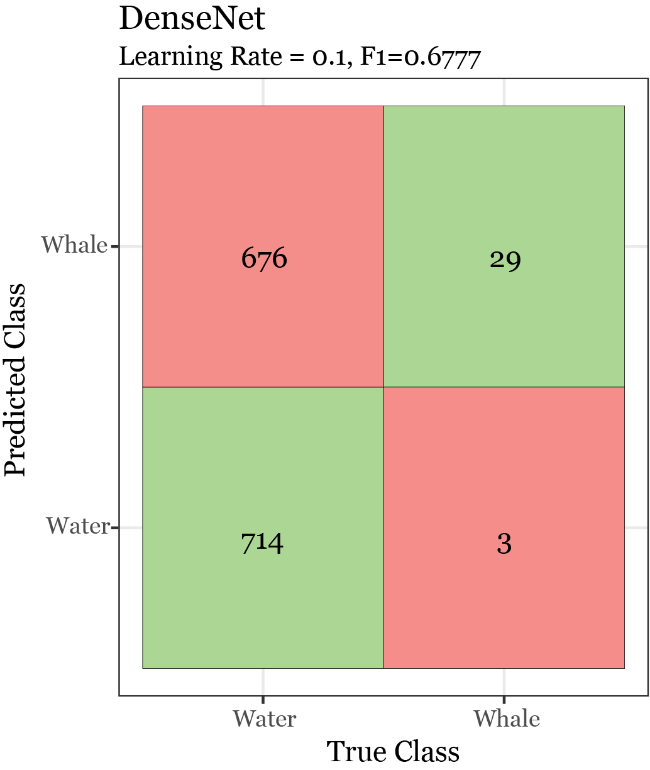 DenseNet
Learning Rate = 0.1, F1=0.6777
Whale
676
29
Predicted Class
Water
714
3
Water
Whale
True Class